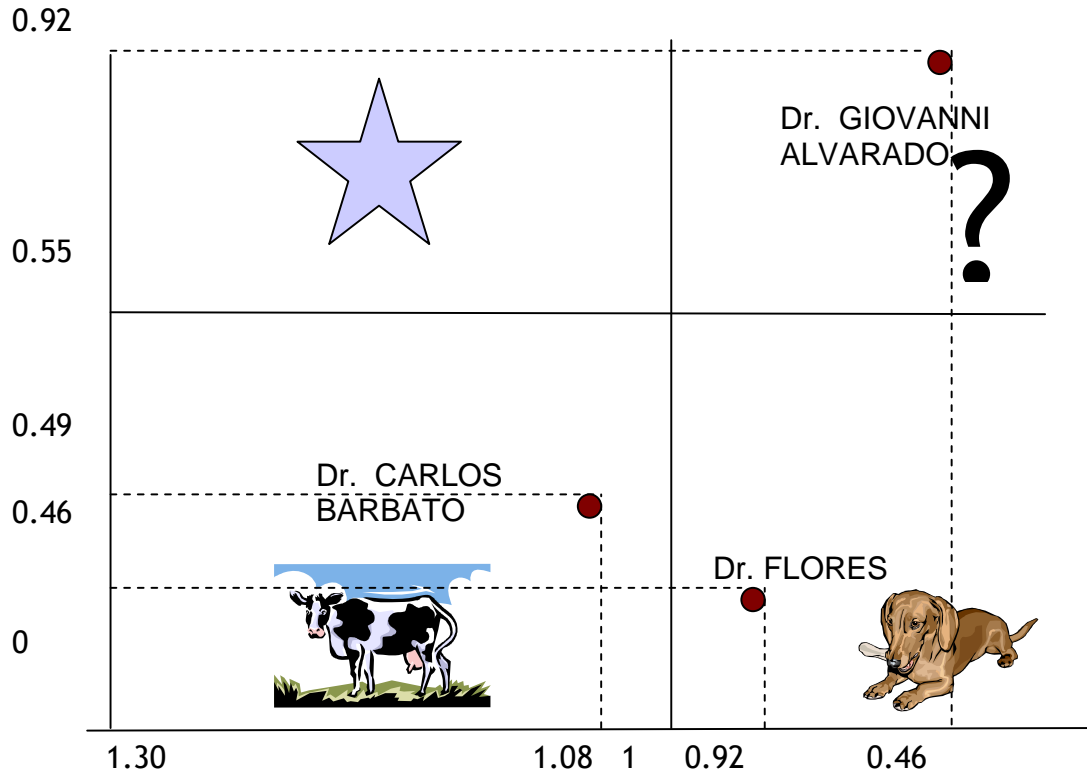 0.92
Dr. GIOVANNI
ALVARADO
?
0.55
0.49
Dr. CARLOS
BARBATO
0.46
Dr. FLORES
0
1.30 1.08 1 0.92 0.46